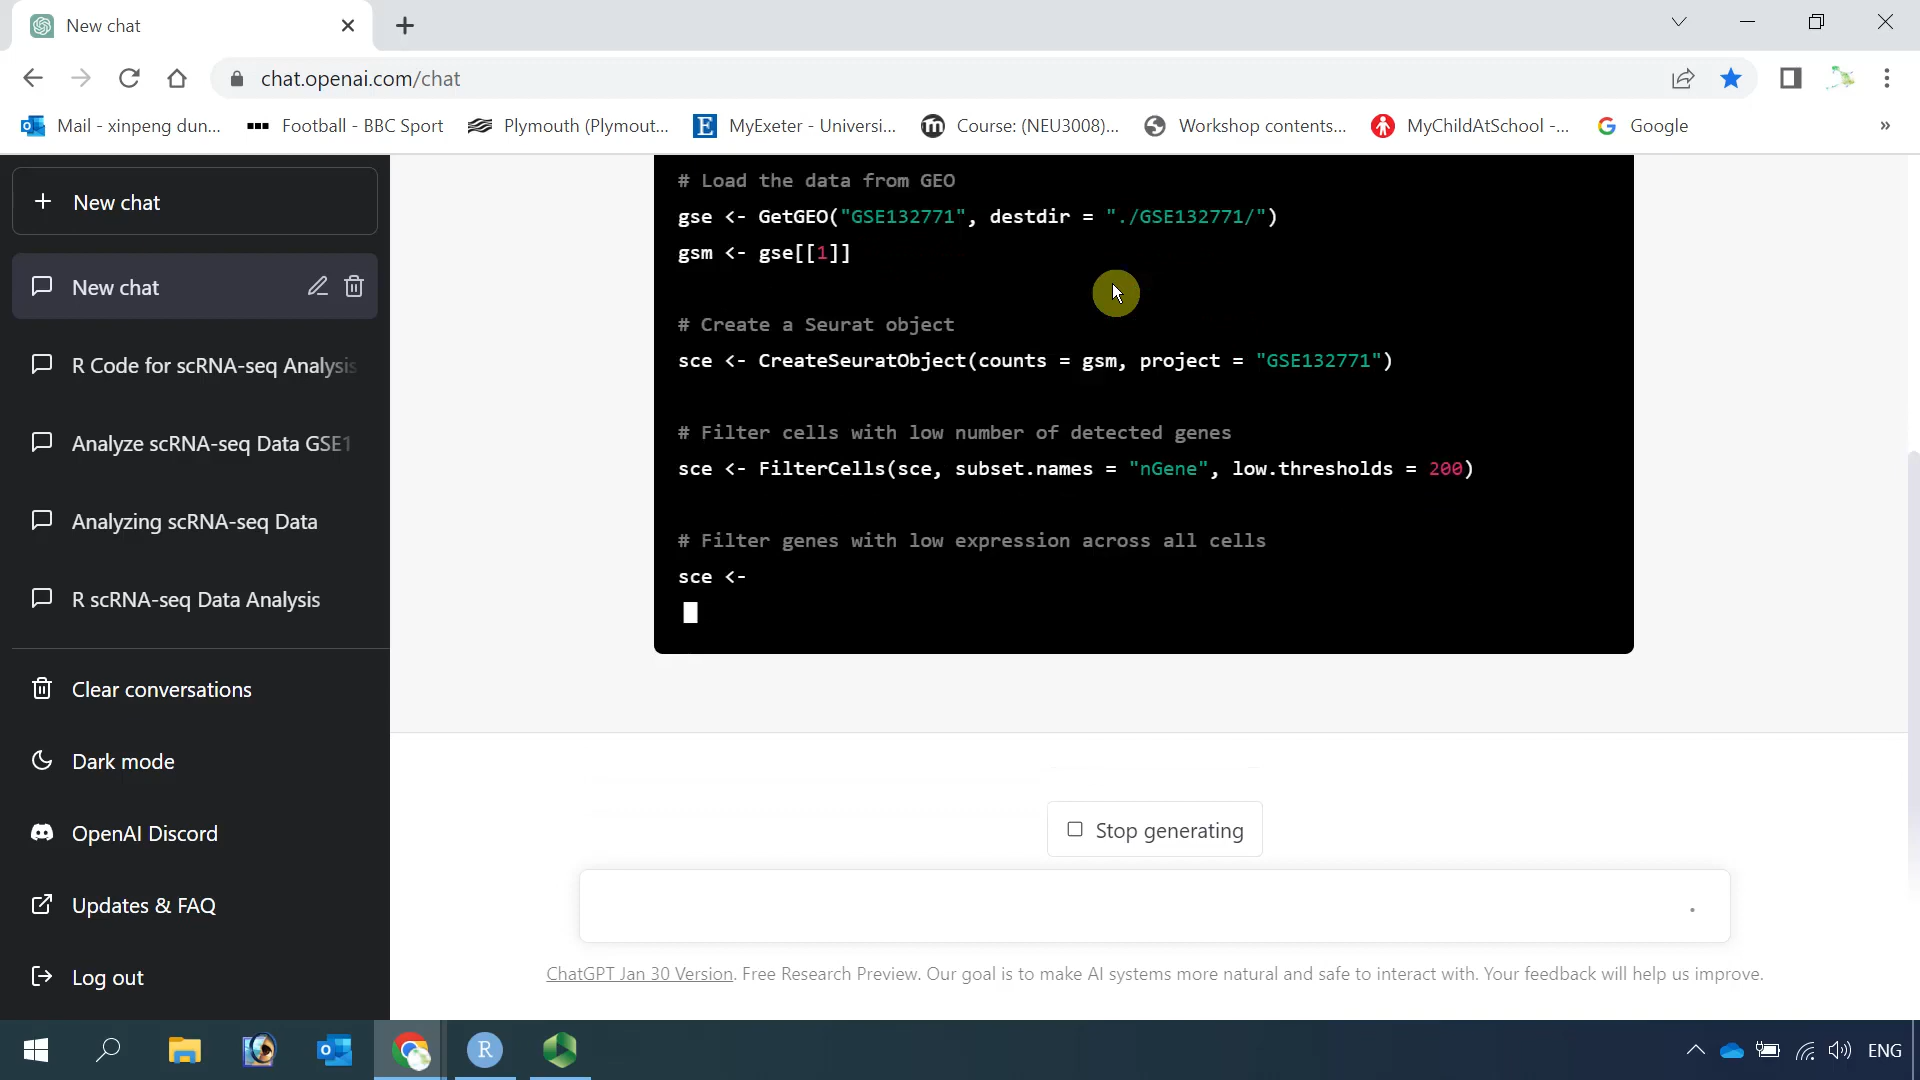 New chat
chat.openai.com/chat
Mail - xinpeng dun...
Football - BBC Sport
Plymouth (Plymout...
E
MyExeter - Universi...
Course: (NEU3008)...
Workshop contents...
MyChildAtSchool -...
Google
»
New chat
New chat
R Code for scRNA-seq Analysis
Analyze scRNA-seq Data GSE1
Analyzing scRNA-seq Data
R scRNA-seq Data Analysis
Clear conversations
Dark mode
OpenAI Discord
Updates & FAQ
Log out
# Load the data from GEO
gse <- GetGEO("GSE132771", destdir = "./GSE132771/")
gsm <- gse[[1]]
# Create a Seurat object
sce <- CreateSeuratObject(counts = gsm, project = "GSE132771")
# Filter cells with low number of detected genes
sce <- FilterCells(sce, subset.names = "nGene", low.thresholds = 200)
# Filter genes with low expression across all cells
sce <-
Stop generating
ChatGPT Jan 30 Version. Free Research Preview. Our goal is to make AI systems more natural and safe to interact with. Your feedback will help us improve.
R
ENG